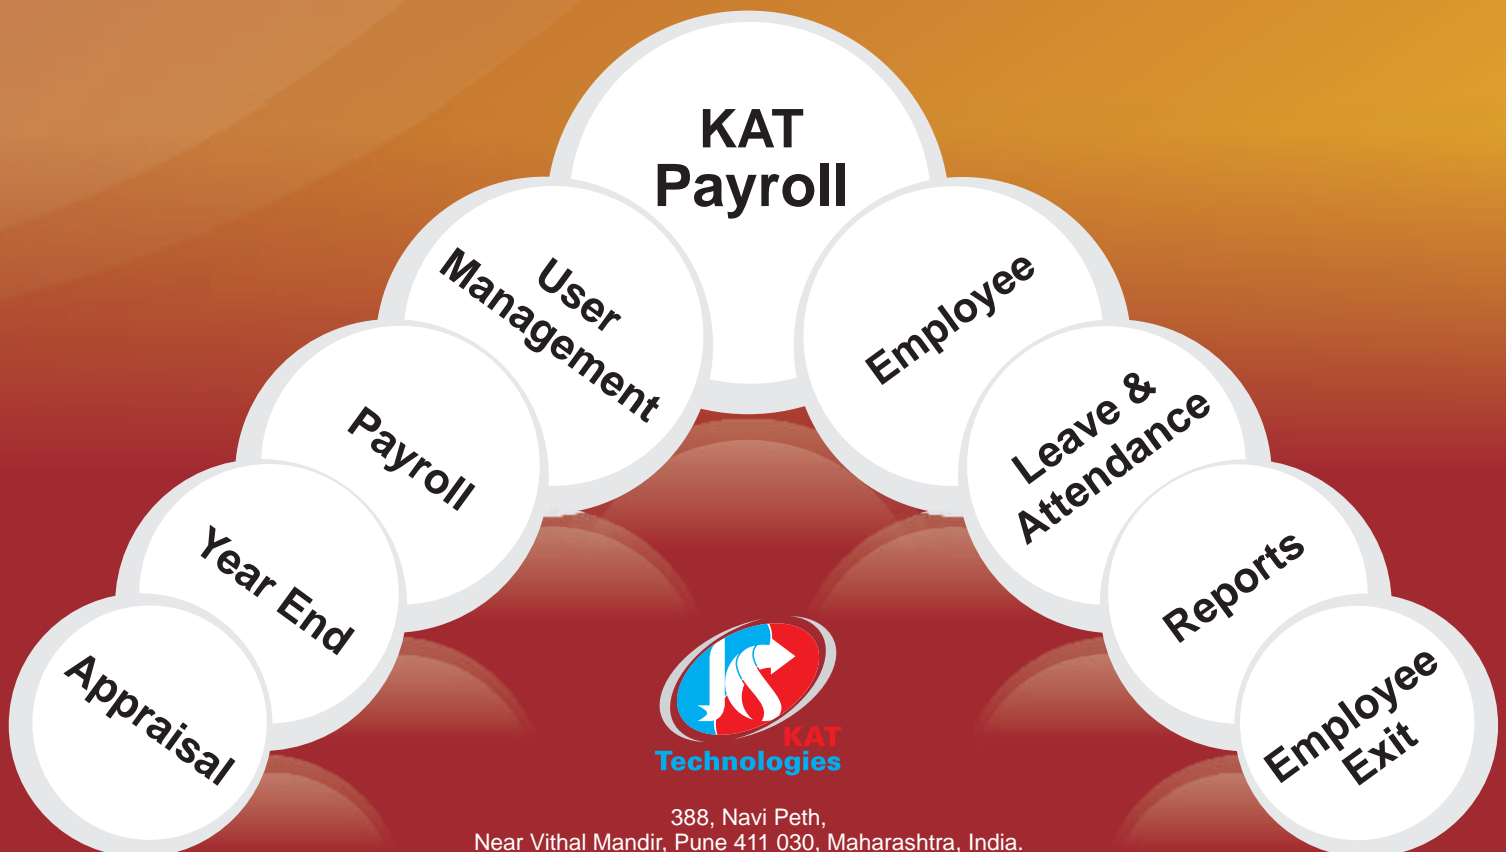 KAT
Payroll
User
Management
Employee
Payroll
Leave &
Attendance
Year End
Reports
Appraisal
Employee
Exit
KAT
Technologies
388, Navi Peth,
Near Vithal Mandir, Pune 411 030, Maharashtra, India.